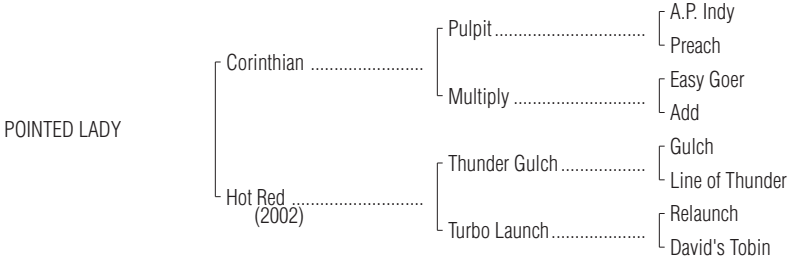 A.P. Indy
Pulpit
Preach
Corinthian
Easy Goer
Multiply
Add
POINTED LADY
Gulch
Thunder Gulch
Line of Thunder
Hot Red
(2002)
Relaunch
Turbo Launch
David's Tobin